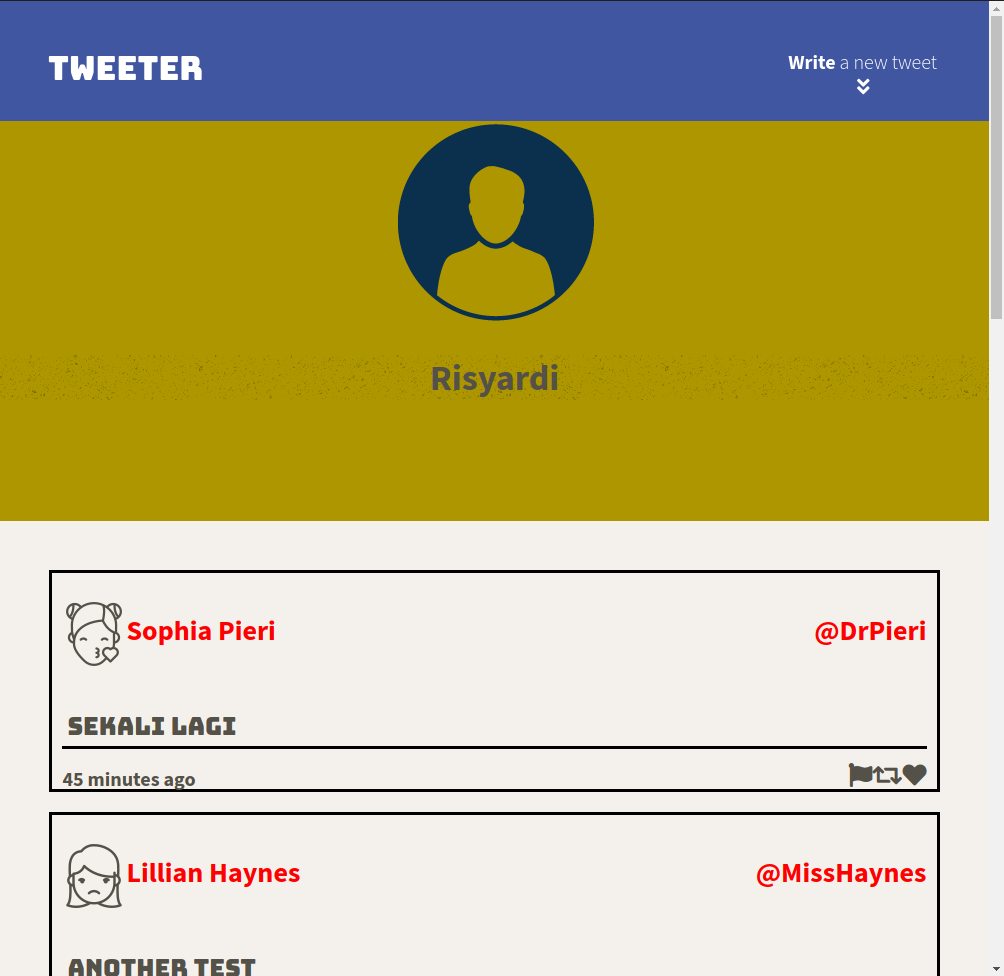 TWEETER
Write a new tweet
Risyardi
Sophia Pieri
@DrPieri
SEKALI LAGI
45 minutes ago
Lillian Haynes
@MissHaynes
ANOTHER TEST